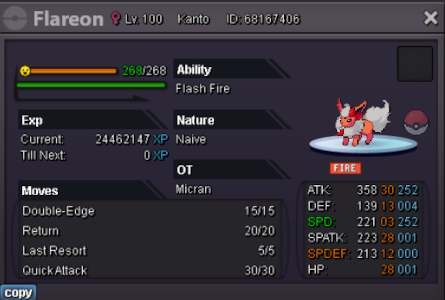 Flareon Lv. 100 Kanto ID: 68167406
268/268
Ability
Flash Fire
Exp
Current: 24462147 XP
Till Next: 0 XP
Nature
Naive
OT
Micran
FIRE
Moves
Double-Edge 15/15
Return 20/20
Last Resort 5/5
Quick Attack 30/30
ATK: 358 30 252
DEF: 139 13 004
SPD: 221 03 252
SPATK: 223 28 001
SPDEF: 213 12 000
HP: 28 001
copy